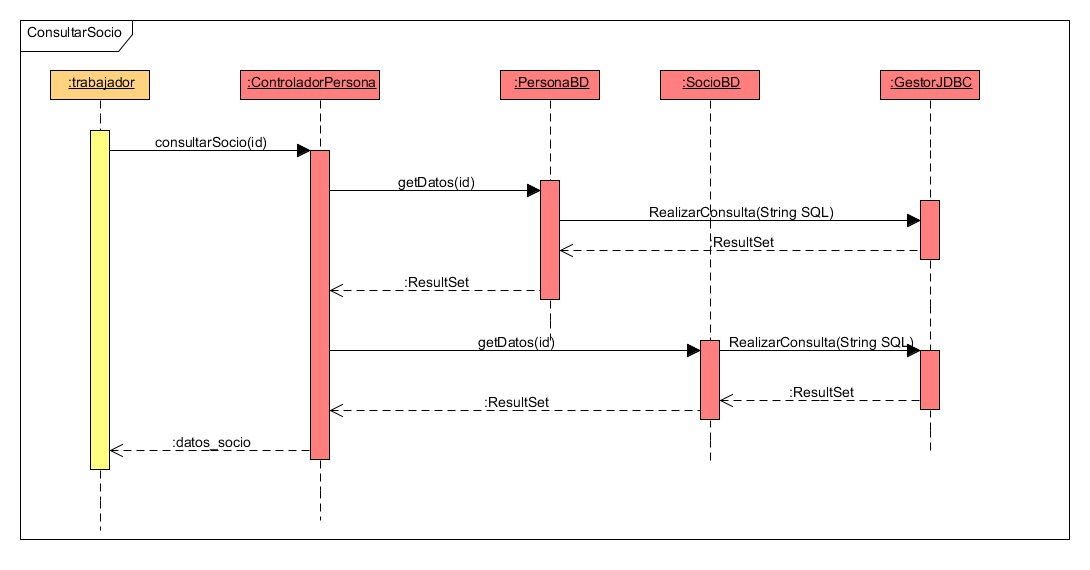 ConsultarSocio
:trabajador
:ControladorPersona
:PersonaBD
:SocioBD
:GestorJDBC
consultarSocio(id)
getDatos(id)
RealizarConsulta(String SQL)
:ResultSet
:ResultSet
getDatos(id)
RealizarConsulta(String SQL)
:ResultSet
:ResultSet
:datos_socio